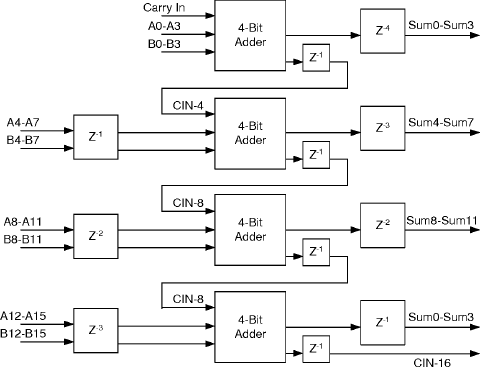 Carry In
A0-A3
B0-B3
4-Bit
Adder
Z-4
Sum0-Sum3
Z-1
CIN-4
A4-A7
B4-B7
Z-1
4-Bit
Adder
Z-3
Sum4-Sum7
Z-1
CIN-8
A8-A11
B8-B11
Z-2
4-Bit
Adder
Z-2
Sum8-Sum11
Z-1
CIN-8
A12-A15
B12-B15
Z-3
4-Bit
Adder
Z-1
Sum0-Sum3
Z-1
CIN-16